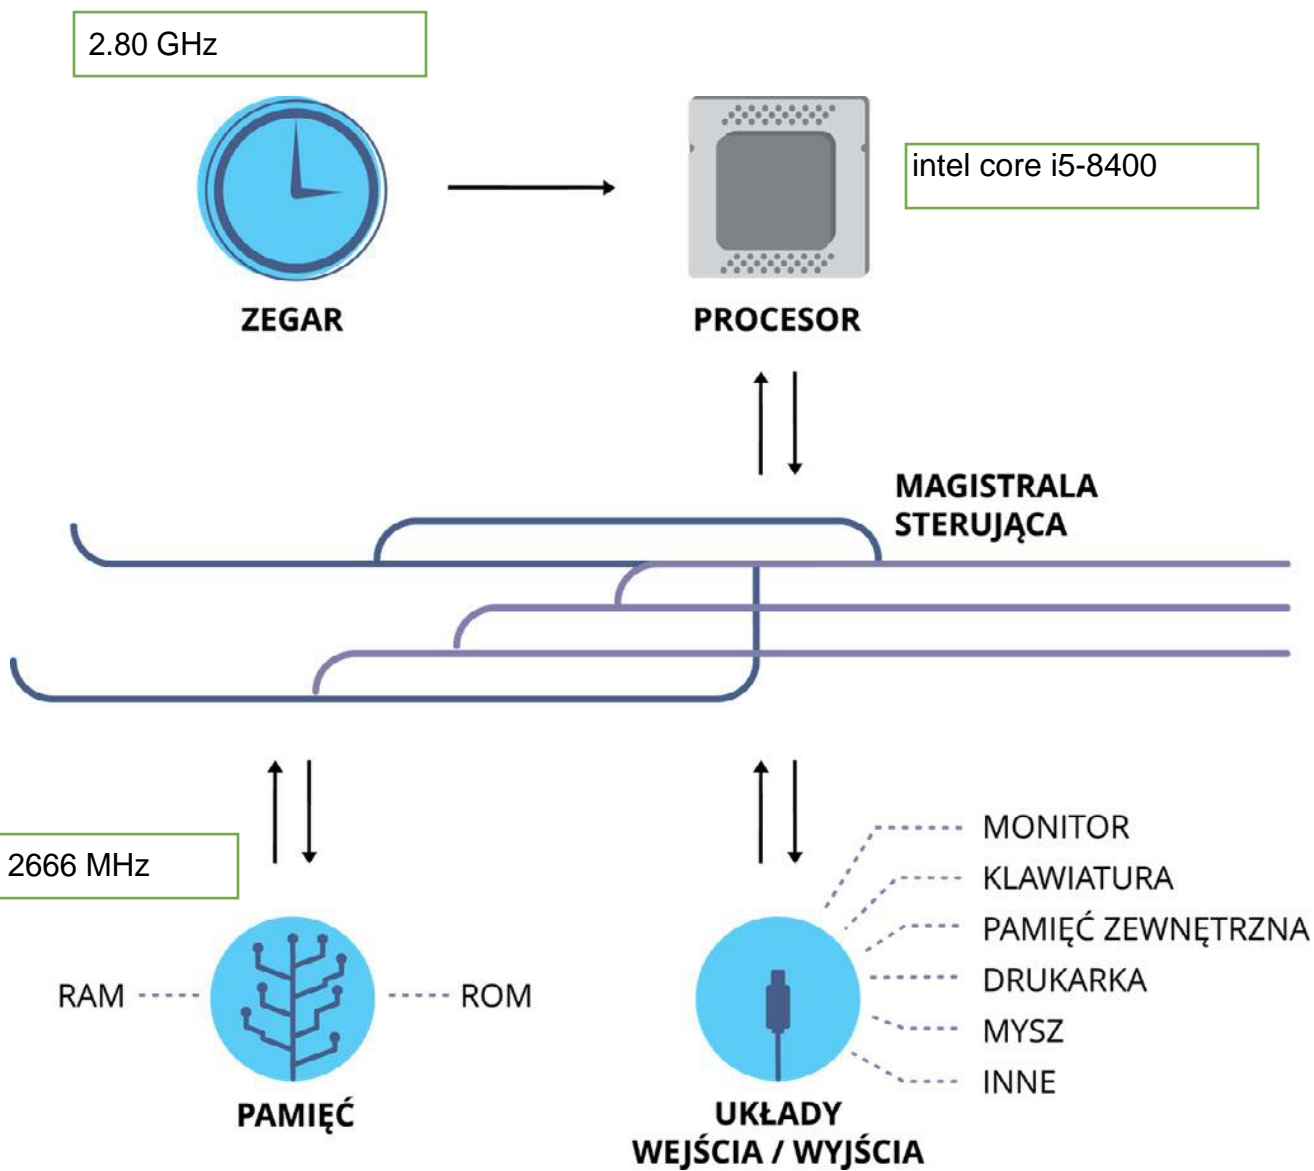 2.80 GHz
intel core i5-8400
ZEGAR
PROCESOR
MAGISTRALA
STERUJĄCA
2666 MHz
MONITOR
KLAWIATURA
PAMIĘĆ ZEWNĘTRZNA
DRUKARKA
MYSZ
INNE
RAM
ROM
PAMIĘĆ
UKŁADY
WEJŚCIA / WYJŚCIA